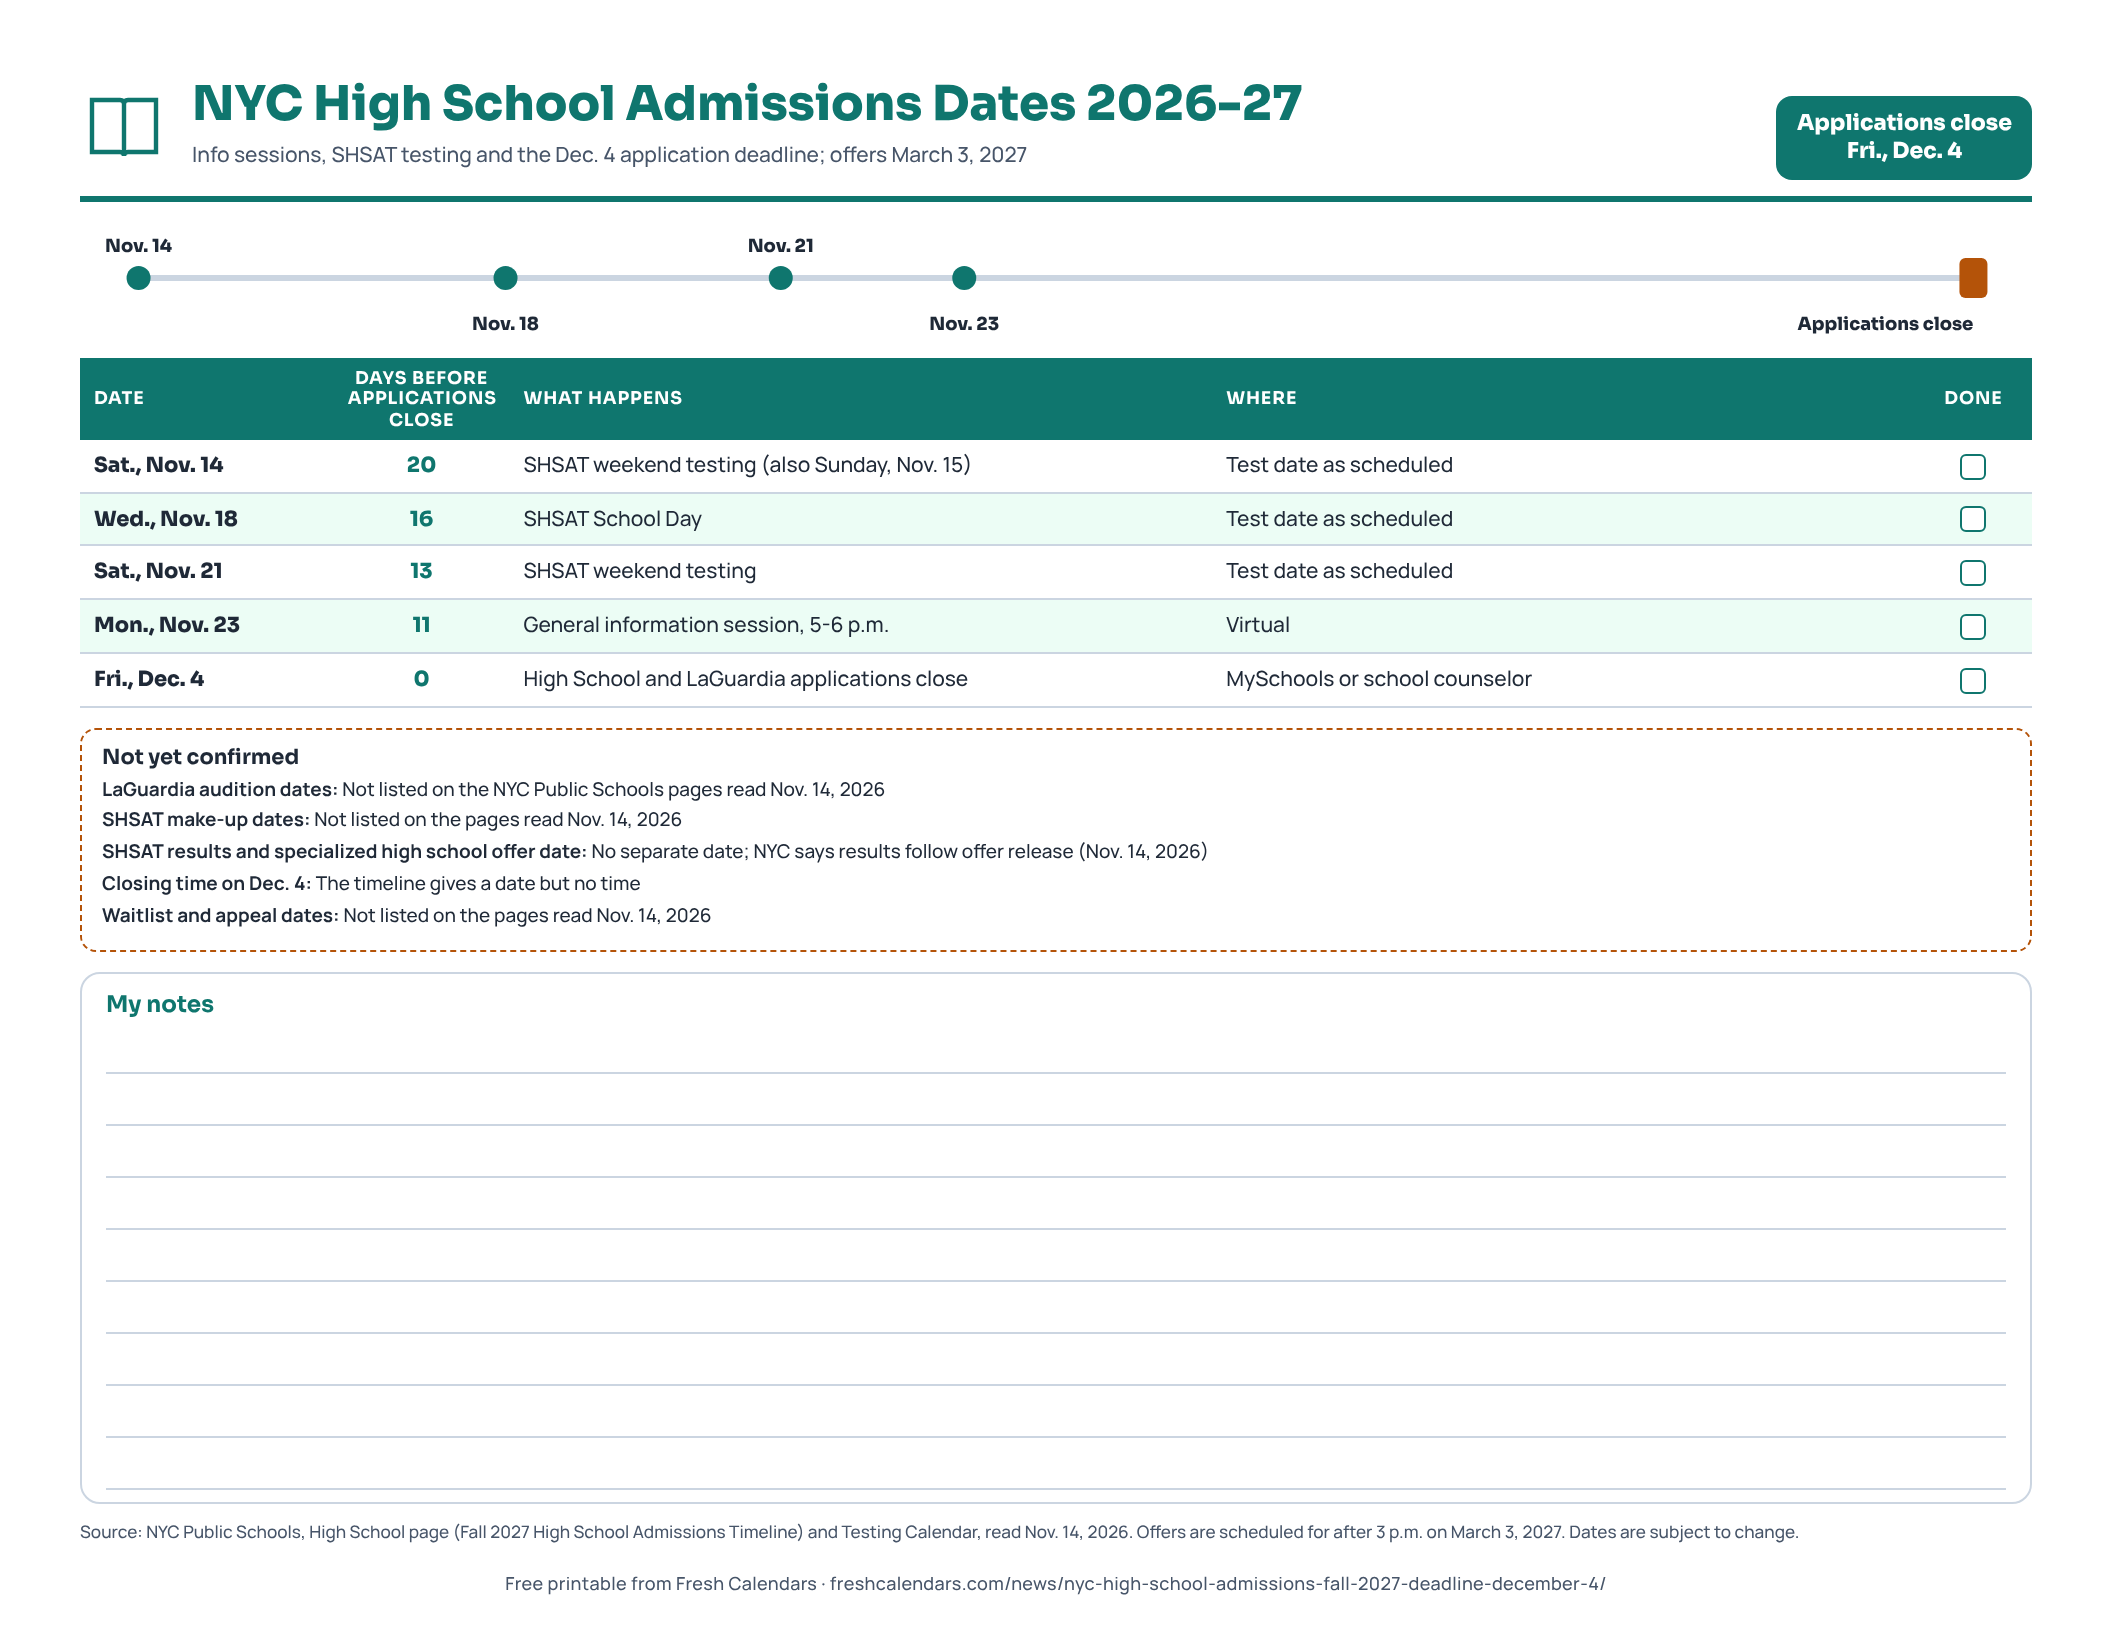 NYC High School Admissions Dates 2026–27
Info sessions, SHSAT testing and the Dec. 4 application deadline; offers March 3, 2027
Applications close
Fri., Dec. 4
Nov. 14
Nov. 21
Nov. 18
Nov. 23
Applications close
DATE
DAYS BEFORE
APPLICATIONS
CLOSE
WHAT HAPPENS
WHERE
DONE
Sat., Nov. 14 20 SHSAT weekend testing (also Sunday, Nov. 15) Test date as scheduled
Wed., Nov. 18 16 SHSAT School Day Test date as scheduled
Sat., Nov. 21 13 SHSAT weekend testing Test date as scheduled
Mon., Nov. 23 11 General information session, 5-6 p.m. Virtual
Fri., Dec. 4 0 High School and LaGuardia applications close MySchools or school counselor
Not yet confirmed
LaGuardia audition dates: Not listed on the NYC Public Schools pages read Nov. 14, 2026
SHSAT make-up dates: Not listed on the pages read Nov. 14, 2026
SHSAT results and specialized high school offer date: No separate date; NYC says results follow offer release (Nov. 14, 2026)
Closing time on Dec. 4: The timeline gives a date but no time
Waitlist and appeal dates: Not listed on the pages read Nov. 14, 2026
My notes
Source: NYC Public Schools, High School page (Fall 2027 High School Admissions Timeline) and Testing Calendar, read Nov. 14, 2026. Offers are scheduled for after 3 p.m. on March 3, 2027. Dates are subject to change.
Free printable from Fresh Calendars · freshcalendars.com/news/nyc-high-school-admissions-fall-2027-deadline-december-4/